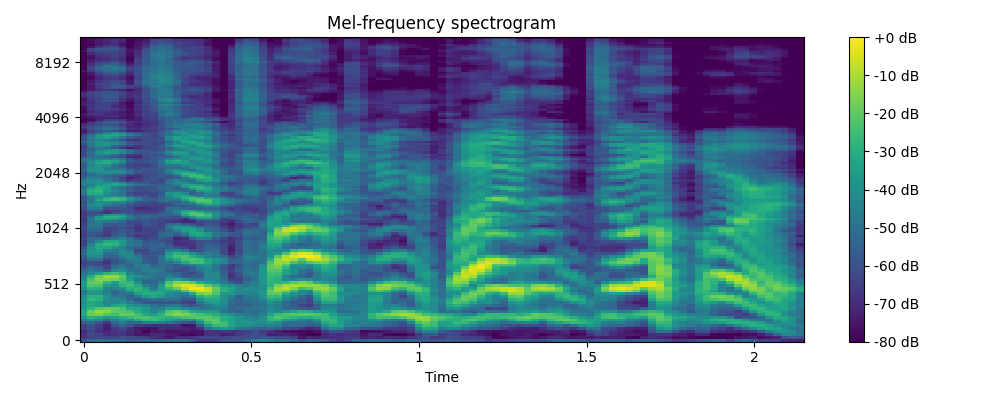 Mel-frequency spectrogram
+0 dB
8192
-10 dB
4096
-20 dB
-30 dB
2048
Hz
-40 dB
1024
-50 dB
512
-60 dB
-70 dB
0
-80 dB
0 0.5 1 1.5 2
Time